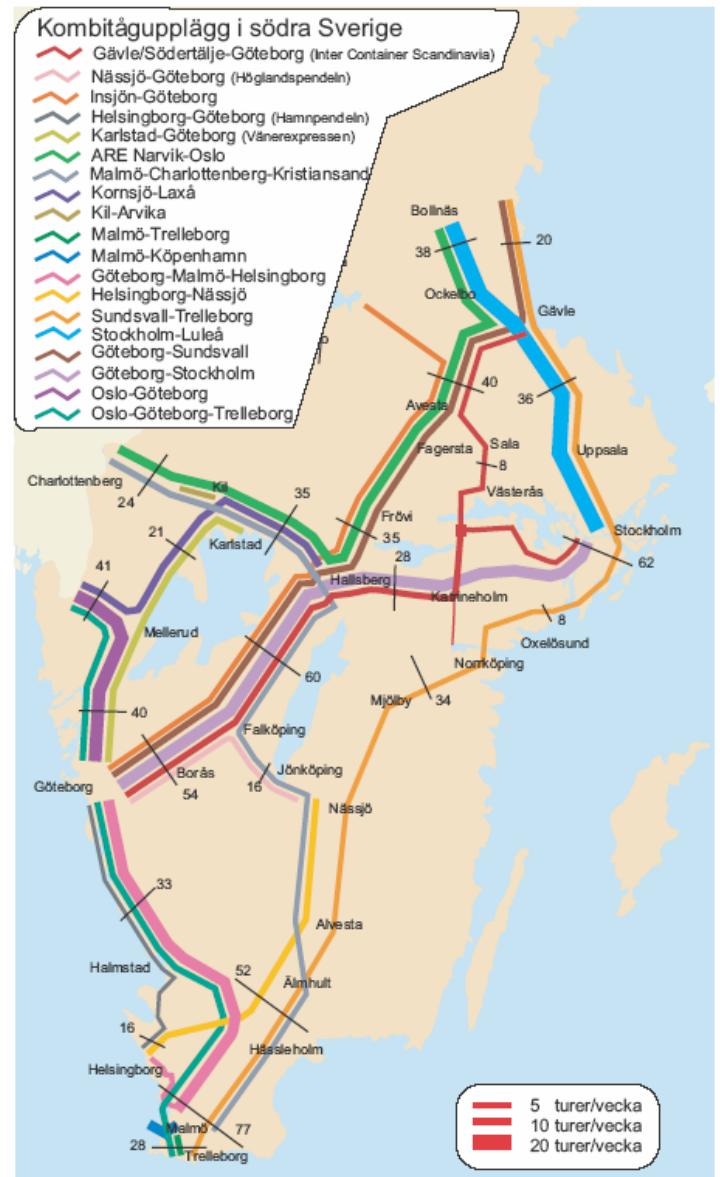 Kombitågupplägg i södra Sverige
Gävle/Södertälje-Göteborg (Inter Container Scandinavia)
Nässjö-Göteborg (Höglandspendeln)
Insjön-Göteborg
Helsingborg-Göteborg (Hamnpendeln)
Karlstad-Göteborg (Vänerexpressen)
ARE Narvik-Oslo
Malmö-Charlottenberg-Kristiansand
Kornsjö-Laxå
Kil-Arvika
Malmö-Trelleborg
Malmö-Köpenhamn
Göteborg-Malmö-Helsingborg
Helsingborg-Nässjö
Sundsvall-Trelleborg
Stockholm-Luleå
Göteborg-Sundsvall
Göteborg-Stockholm
Oslo-Göteborg
Oslo-Göteborg-Trelleborg
Bollnäs
38
20
Ockelbo
Gävle
40
36
Avesta
Fagersta
Sala
8
Uppsala
Västerås
Charlottenberg
24
Kil
35
Frövi
35
21
Karlstad
Stockholm
62
28
41
Hallsberg
Katrineholm
8
Oxelösund
Mellerud
Norrköping
60
34
Mjölby
40
Falköping
Göteborg
Borås
54
16
Jönköping
Nässjö
33
Alvesta
Halmstad
52
Älmhult
16
Hässleholm
Helsingborg
Malmö
77
28
Trelleborg
5 turer/vecka
10 turer/vecka
20 turer/vecka